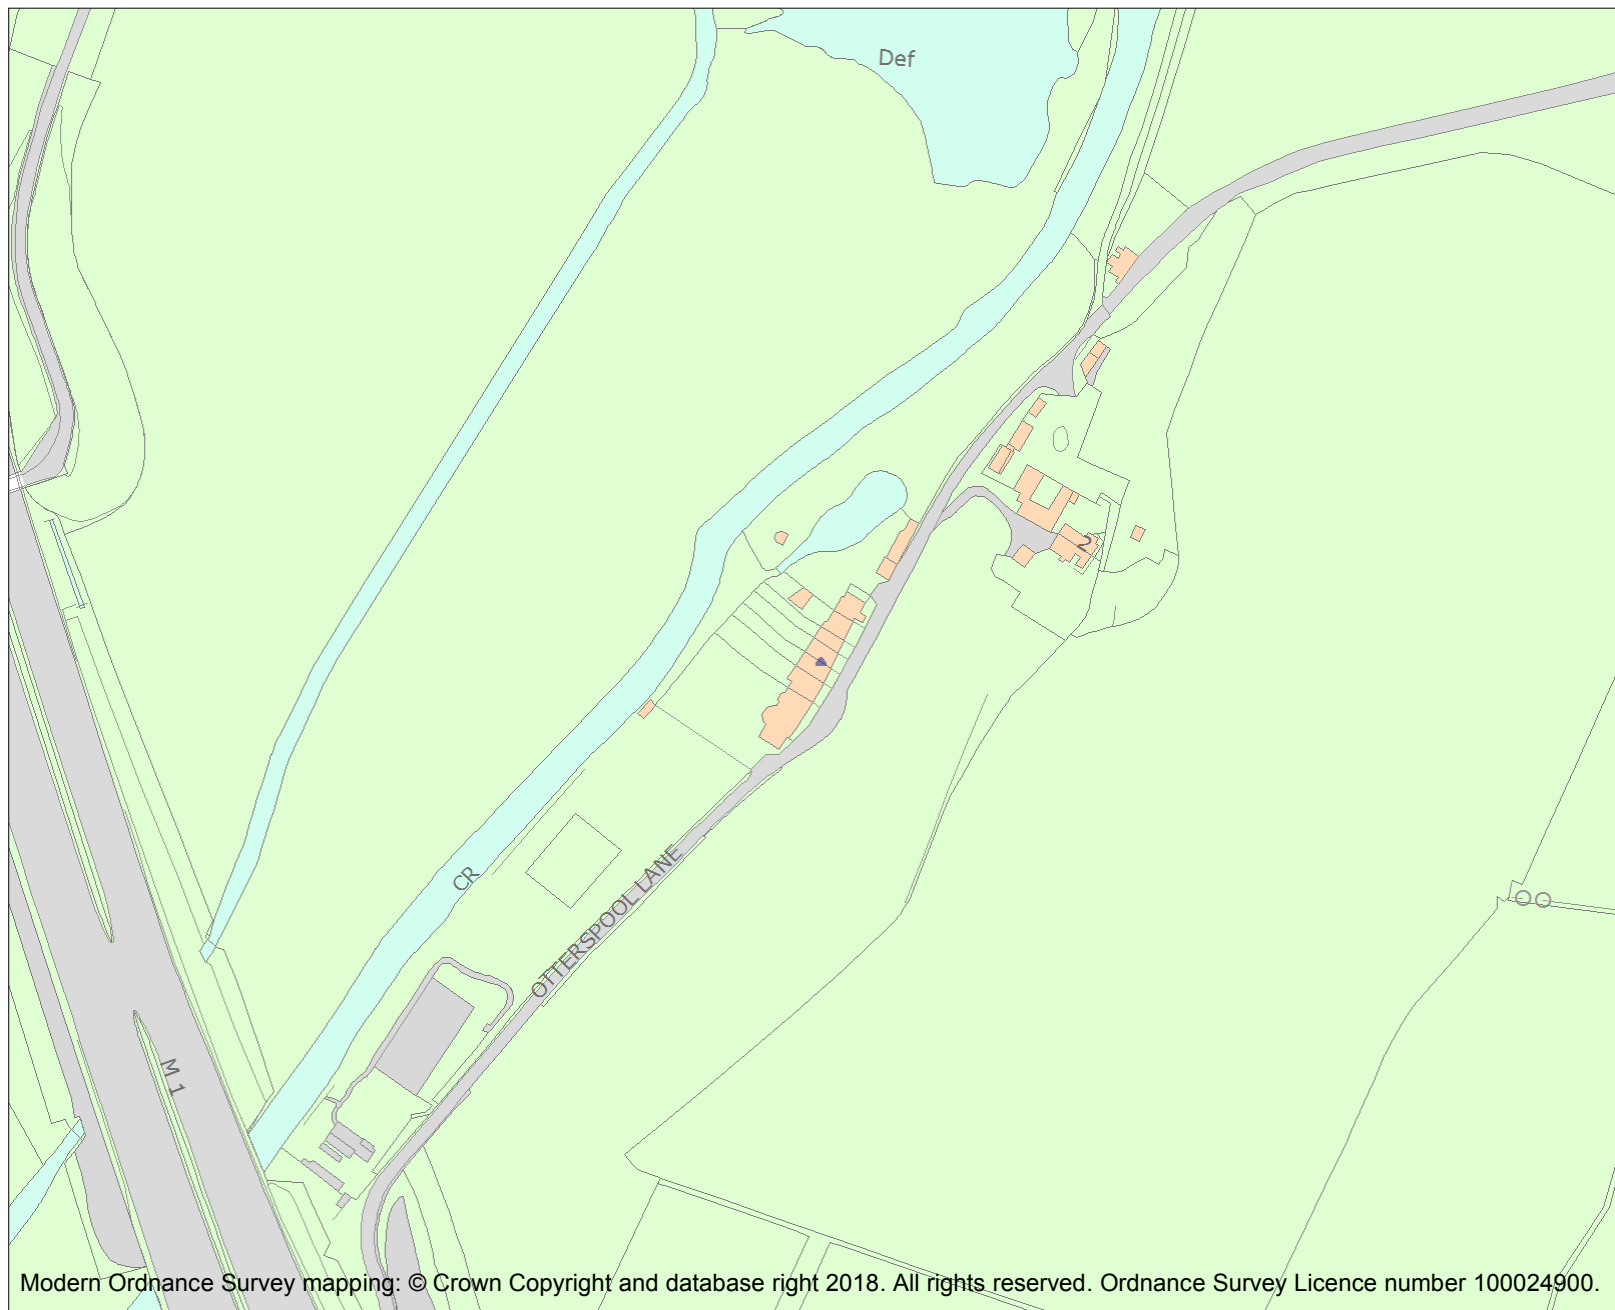 Def
2
CR
OTTERSPOOL LANE
M 1
Modern Ordnance Survey mapping: © Crown Copyright and database right 2018. All rights reserved. Ordnance Survey Licence number 100024900.